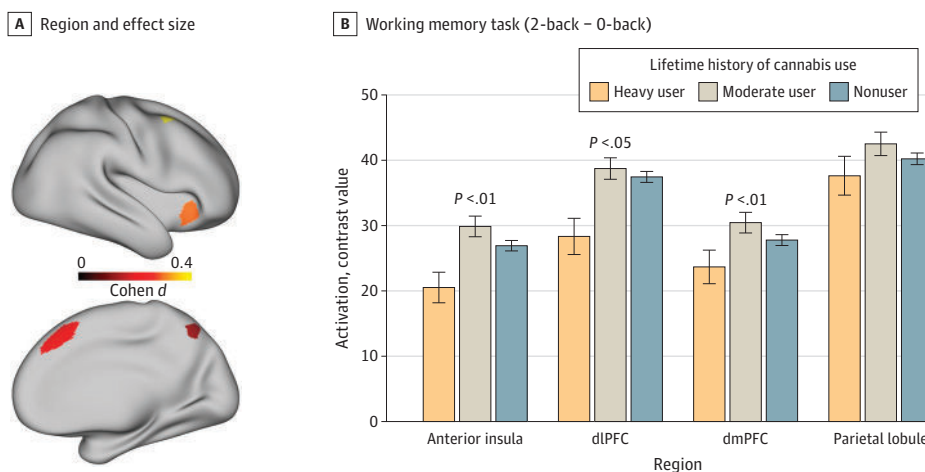 A Region and effect size
0
0.4
Cohen d
B Working memory task (2-back – 0-back)
Lifetime history of cannabis use
Heavy user
Moderate user
Nonuser
Activation, contrast value
50
40
30
20
10
0
P <.01
P <.05
P <.01
Anterior insula
dlPFC
dmPFC
Parietal lobule
Region